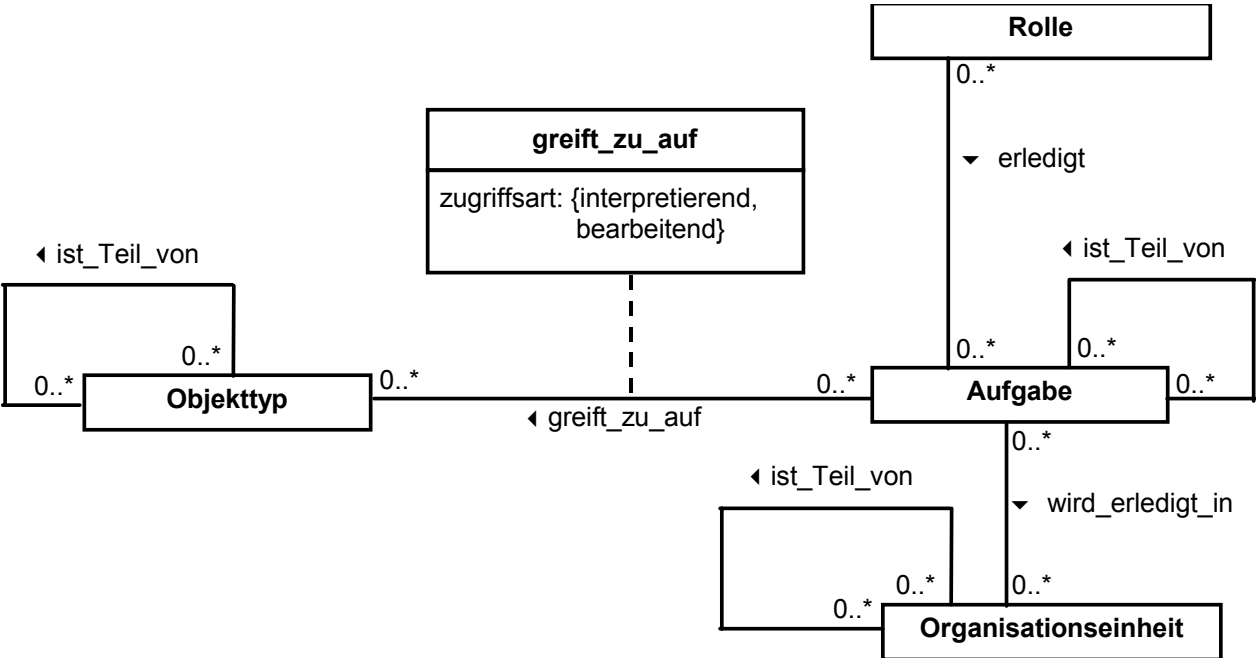 Rolle
0..*
greift_zu_auf
◂ erledigt
zugriffsart: {interpretierend,
bearbeitend}
◂ ist_Teil_von
◂ ist_Teil_von
0..*
0..*
0..*
0..*
Objekttyp
0..*
0..*
Aufgabe
0..*
◂ greift_zu_auf
0..*
◂ ist_Teil_von
▾ wird_erledigt_in
0..*
0..*
0..*
Organisationseinheit